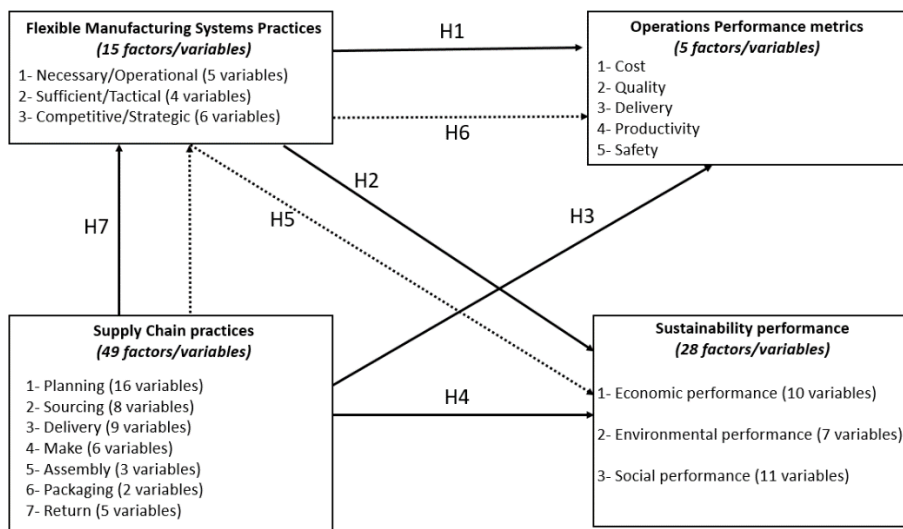 Flexible Manufacturing Systems Practices
(15 factors/variables)
1- Necessary/Operational (5 variables)
2- Sufficient/Tactical (4 variables)
3- Competitive/Strategic (6 variables)
H1
H6
Operations Performance metrics
(5 factors/variables)
1- Cost
2- Quality
3- Delivery
4- Productivity
5- Safety
H2
H5
H3
H7
Supply Chain practices
(49 factors/variables)
1- Planning (16 variables)
2- Sourcing (8 variables)
3- Delivery (9 variables)
4- Make (6 variables)
5- Assembly (3 variables)
6- Packaging (2 variables)
7- Return (5 variables)
H4
Sustainability performance
(28 factors/variables)
1- Economic performance (10 variables)
2- Environmental performance (7 variables)
3- Social performance (11 variables)